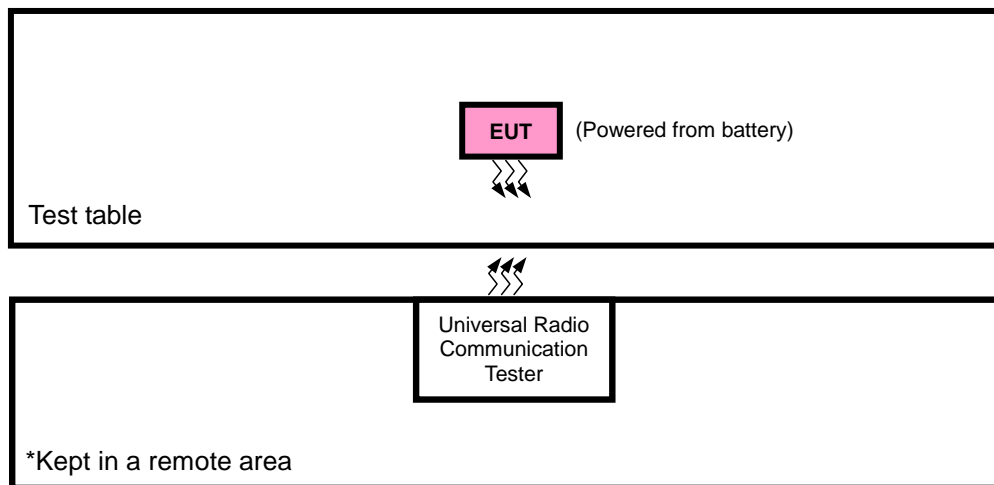 EUT
(Powered from battery)
Test table
Universal Radio
Communication
Tester
*Kept in a remote area